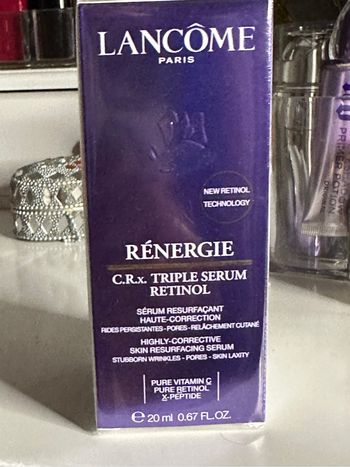 LANCÔME
PARIS
NEW RETINOL
TECHNOLOGY
RÉNERGIE
C.R.x. TRIPLE SERUM
RETINOL
SÉRUM RESURFAÇANT
HAUTE-CORRECTION
RIDES PERSISTANTES - PORES - RELÂCHEMENT CUTANÉ
HIGHLY-CORRECTIVE
SKIN RESURFACING SERUM
STUBBORN WRINKLES - PORES - SKIN LAXITY
PURE VITAMIN C
PURE RETINOL
X-PEPTIDE
e 20 ml 0.67 FL.OZ.
PRIMER POTION